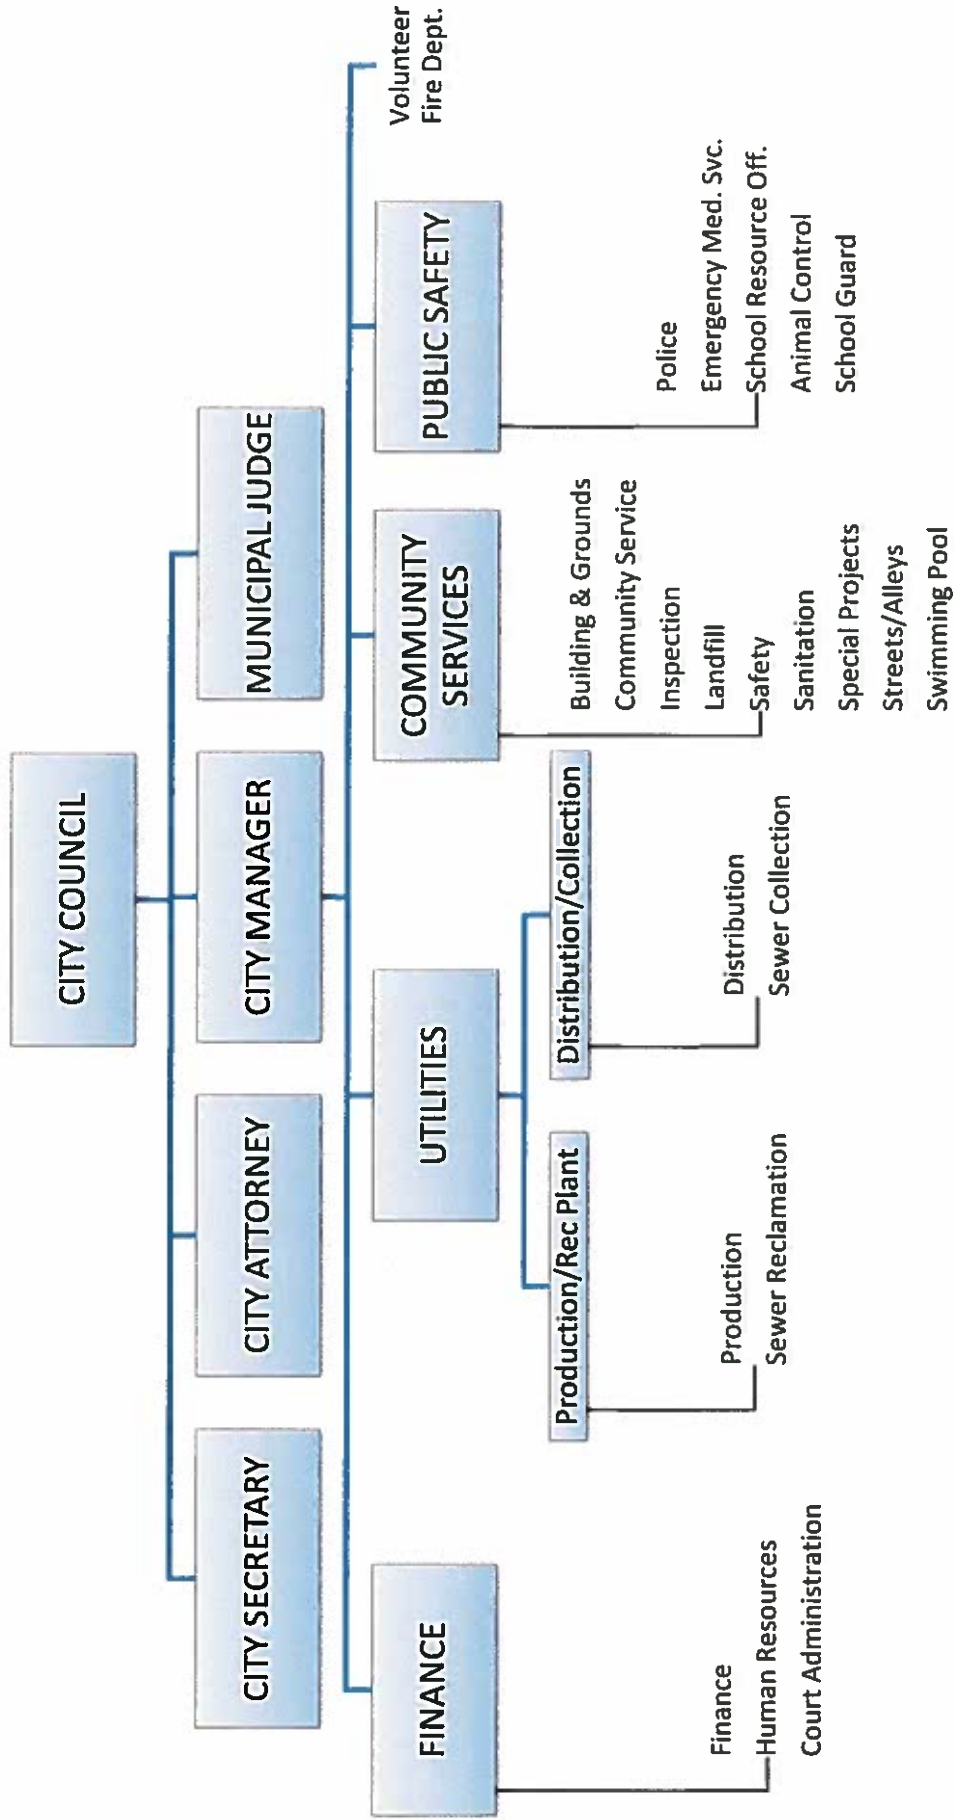 CITY COUNCIL
CITY SECRETARY
CITY ATTORNEY
CITY MANAGER
MUNICIPAL JUDGE
FINANCE
UTILITIES
COMMUNITY
SERVICES
PUBLIC SAFETY
Volunteer
Fire Dept.
Production/Rec Plant
Distribution/Collection
Finance
Human Resources
Court Administration
Production
Sewer Reclamation
Distribution
Sewer Collection
Building & Grounds
Community Service
Inspection
Landfill
Safety
Sanitation
Special Projects
Streets/Alleys
Swimming Pool
Police
Emergency Med. Svc.
School Resource Off.
Animal Control
School Guard